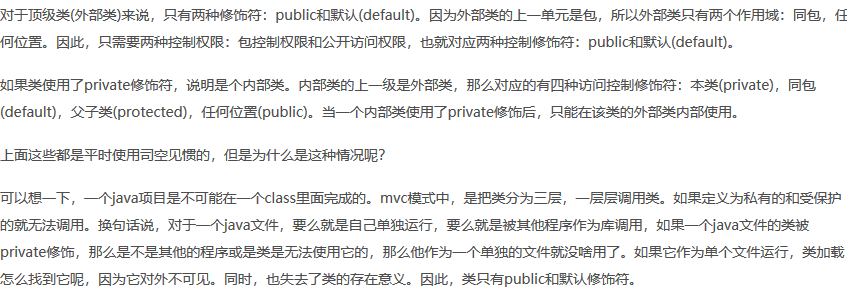 对于顶级类(外部类)来说，只有两种修饰符：public和默认(default)。因为外部类的上一单元是包，所以外部类只有两个作用域：同包，任
何位置。因此，只需要两种控制权限：包控制权限和公开访问权限，也就对应两种控制修饰符：public和默认(default)。
如果类使用了private修饰符，说明是个内部类。内部类的上一级是外部类，那么对应的有四种访问控制修饰符：本类(private)，同包
(default)，父子类(protected)，任何位置(public)。当一个内部类使用了private修饰后，只能在该类的外部类内部使用。
上面这些都是平时使用司空见惯的，但是为什么是这种情况呢？
可以想一下，一个java项目是不可能在一个class里面完成的。mvc模式中，是把类分为三层，一层层调用类。如果定义为私有的和受保护
的就无法调用。换句话说，对于一个java文件，要么就是自己单独运行，要么就是被其他程序作为库调用，如果一个java文件的类被
private修饰，那么是不是其他的程序或是类是无法使用它的，那么他作为一个单独的文件就没啥用了。如果它作为单个文件运行，类加载
怎么找到它呢，因为它对外不可见。同时，也失去了类的存在意义。因此，类只有public和默认修饰符。